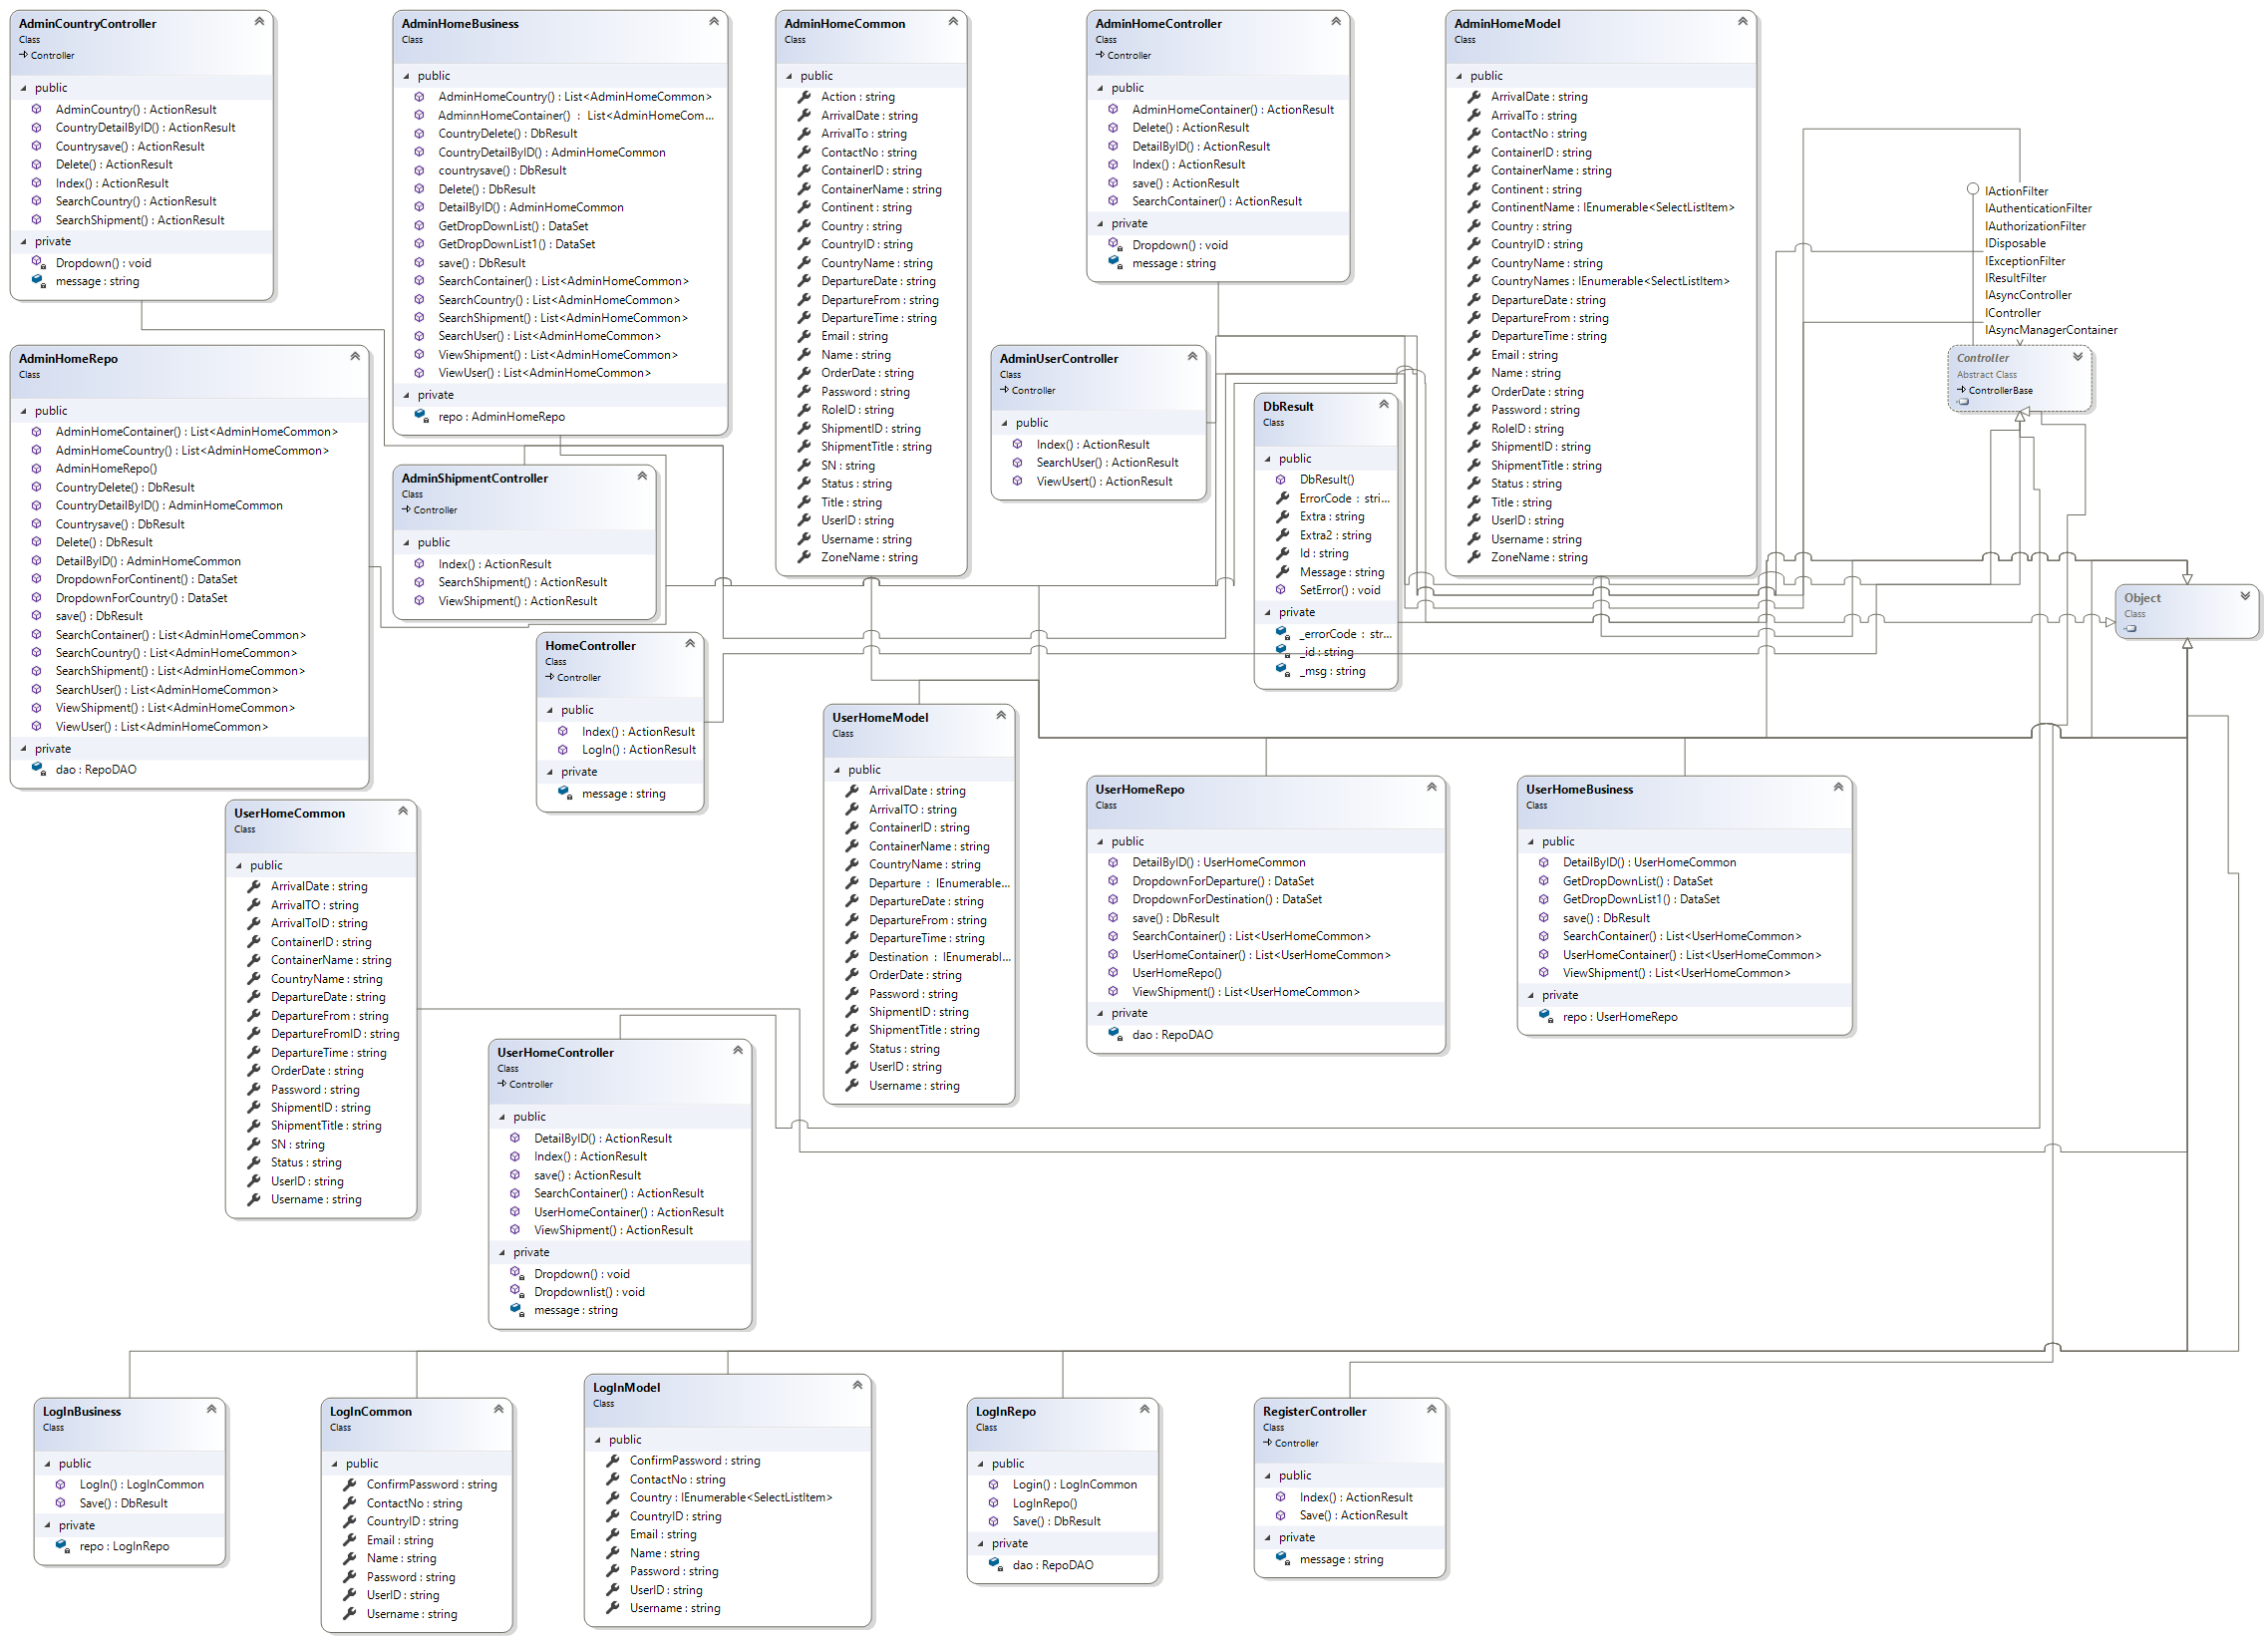 AdminCountryController
Class
Controller
public
AdminCountry() : ActionResult
CountryDetailByID() : ActionResult
Countrysave() : ActionResult
Delete() : ActionResult
Index() : ActionResult
SearchCountry() : ActionResult
SearchShipment() : ActionResult
private
Dropdown() : void
message : string
AdminHomeBusiness
Class
public
AdminHomeCountry() : List<AdminHomeCommon>
AdminnHomeContainer() : List<AdminHomeCom...
CountryDelete() : DbResult
CountryDetailByID() : AdminHomeCommon
countrysave() : DbResult
Delete() : DbResult
DetailByID() : AdminHomeCommon
GetDropDownList() : DataSet
GetDropDownList1() : DataSet
save() : DbResult
SearchContainer() : List<AdminHomeCommon>
SearchCountry() : List<AdminHomeCommon>
SearchShipment() : List<AdminHomeCommon>
SearchUser() : List<AdminHomeCommon>
ViewShipment() : List<AdminHomeCommon>
ViewUser() : List<AdminHomeCommon>
private
repo : AdminHomeRepo
AdminHomeCommon
Class
public
Action : string
ArrivalDate : string
ArrivalTo : string
ContactNo : string
ContainerID : string
ContainerName : string
Continent : string
Country : string
CountryID : string
CountryName : string
DepartureDate : string
DepartureFrom : string
DepartureTime : string
Email : string
Name : string
OrderDate : string
Password : string
RoleID : string
ShipmentID : string
ShipmentTitle : string
SN : string
Status : string
Title : string
UserID : string
Username : string
ZoneName : string
AdminHomeController
Class
Controller
public
AdminHomeContainer() : ActionResult
Delete() : ActionResult
DetailByID() : ActionResult
Index() : ActionResult
save() : ActionResult
SearchContainer() : ActionResult
private
Dropdown() : void
message : string
AdminHomeModel
Class
public
ArrivalDate : string
ArrivalTo : string
ContactNo : string
ContainerID : string
ContainerName : string
Continent : string
ContinentName : IEnumerable<SelectListItem>
Country : string
CountryID : string
CountryName : string
CountryNames : IEnumerable<SelectListItem>
DepartureDate : string
DepartureFrom : string
DepartureTime : string
Email : string
Name : string
OrderDate : string
Password : string
RoleID : string
ShipmentID : string
ShipmentTitle : string
Status : string
Title : string
UserID : string
Username : string
ZoneName : string
IActionFilter
IAuthenticationFilter
IAuthorizationFilter
IDisposable
IExceptionFilter
IResultFilter
IAsyncController
IController
IAsyncManagerContainer
Controller
Abstract Class
ControllerBase
AdminHomeRepo
Class
public
AdminHomeContainer() : List<AdminHomeCommon>
AdminHomeCountry() : List<AdminHomeCommon>
AdminHomeRepo()
CountryDelete() : DbResult
CountryDetailByID() : AdminHomeCommon
Countrysave() : DbResult
Delete() : DbResult
DetailByID() : AdminHomeCommon
DropdownForContinent() : DataSet
DropdownForCountry() : DataSet
save() : DbResult
SearchContainer() : List<AdminHomeCommon>
SearchCountry() : List<AdminHomeCommon>
SearchShipment() : List<AdminHomeCommon>
SearchUser() : List<AdminHomeCommon>
ViewShipment() : List<AdminHomeCommon>
ViewUser() : List<AdminHomeCommon>
private
dao : RepoDAO
AdminShipmentController
Class
Controller
public
Index() : ActionResult
SearchShipment() : ActionResult
ViewShipment() : ActionResult
AdminUserController
Class
Controller
public
Index() : ActionResult
SearchUser() : ActionResult
ViewUsert() : ActionResult
DbResult
Class
public
DbResult()
ErrorCode : stri...
Extra : string
Extra2 : string
Id : string
Message : string
SetError() : void
private
_errorCode : str...
_id : string
_msg : string
Object
Class
HomeController
Class
Controller
public
Index() : ActionResult
LogIn() : ActionResult
private
message : string
UserHomeModel
Class
public
ArrivalDate : string
ArrivalTO : string
ContainerID : string
ContainerName : string
CountryName : string
Departure : IEnumerable...
DepartureDate : string
DepartureFrom : string
DepartureTime : string
Destination : IEnumerabl...
OrderDate : string
Password : string
ShipmentID : string
ShipmentTitle : string
Status : string
UserID : string
Username : string
UserHomeRepo
Class
public
DetailByID() : UserHomeCommon
DropdownForDeparture() : DataSet
DropdownForDestination() : DataSet
save() : DbResult
SearchContainer() : List<UserHomeCommon>
UserHomeContainer() : List<UserHomeCommon>
UserHomeRepo()
ViewShipment() : List<UserHomeCommon>
private
dao : RepoDAO
UserHomeBusiness
Class
public
DetailByID() : UserHomeCommon
GetDropDownList() : DataSet
GetDropDownList1() : DataSet
save() : DbResult
SearchContainer() : List<UserHomeCommon>
UserHomeContainer() : List<UserHomeCommon>
ViewShipment() : List<UserHomeCommon>
private
repo : UserHomeRepo
UserHomeCommon
Class
public
ArrivalDate : string
ArrivalTO : string
ArrivalToID : string
ContainerID : string
ContainerName : string
CountryName : string
DepartureDate : string
DepartureFrom : string
DepartureFromID : string
DepartureTime : string
OrderDate : string
Password : string
ShipmentID : string
ShipmentTitle : string
SN : string
Status : string
UserID : string
Username : string
UserHomeController
Class
Controller
public
DetailByID() : ActionResult
Index() : ActionResult
save() : ActionResult
SearchContainer() : ActionResult
UserHomeContainer() : ActionResult
ViewShipment() : ActionResult
private
Dropdown() : void
Dropdownlist() : void
message : string
LogInBusiness
Class
public
LogIn() : LogInCommon
Save() : DbResult
private
repo : LogInRepo
LogInCommon
Class
public
ConfirmPassword : string
ContactNo : string
CountryID : string
Email : string
Name : string
Password : string
UserID : string
Username : string
LogInModel
Class
public
ConfirmPassword : string
ContactNo : string
Country : IEnumerable<SelectListItem>
CountryID : string
Email : string
Name : string
Password : string
UserID : string
Username : string
LogInRepo
Class
public
Login() : LogInCommon
LogInRepo()
Save() : DbResult
private
dao : RepoDAO
RegisterController
Class
Controller
public
Index() : ActionResult
Save() : ActionResult
private
message : string